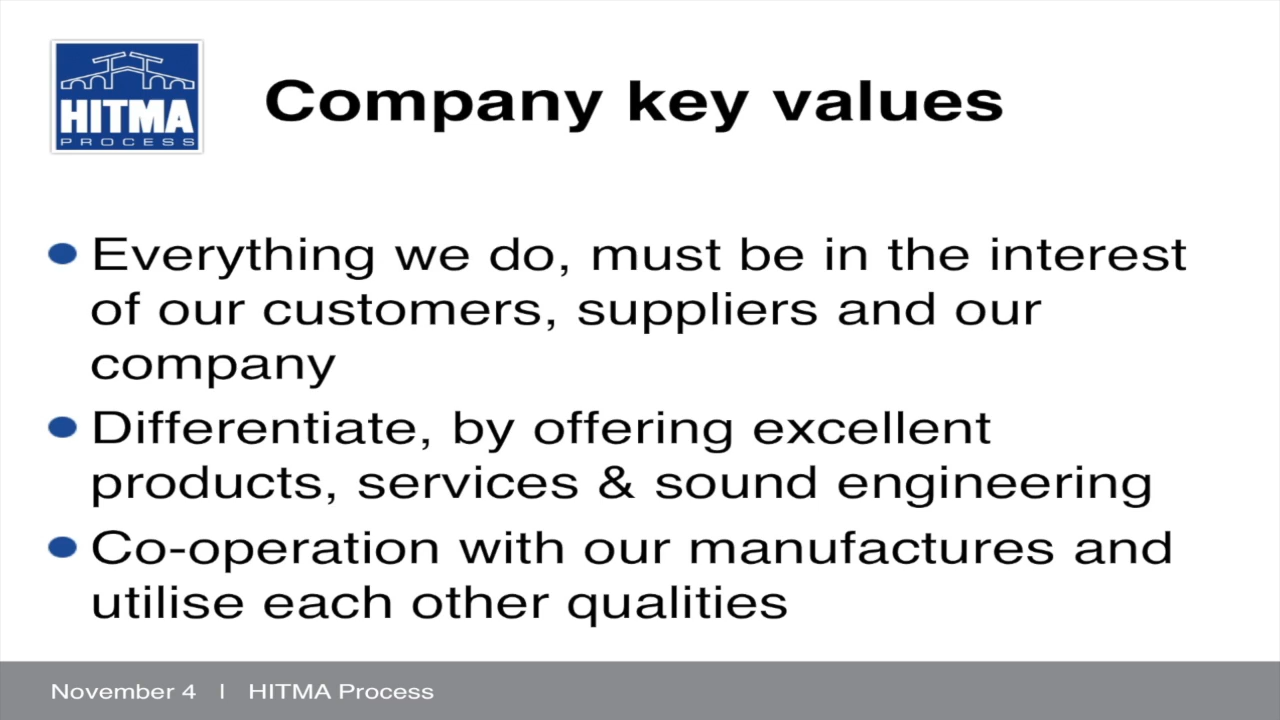 HITMA
PROCESS
Company key values
Everything we do, must be in the interest
of our customers, suppliers and our
company
Differentiate, by offering excellent
products, services & sound engineering
Co-operation with our manufactures and
utilise each other qualities
November 4 | HITMA Process